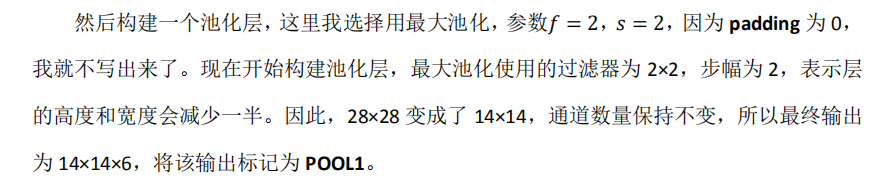 然后构建一个池化层，这里我选择用最大池化，参数f = 2，s = 2，因为 padding 为 0，
我就不写出来了。现在开始构建池化层，最大池化使用的过滤器为 2×2，步幅为 2，表示层
的高度和宽度会减少一半。因此，28×28 变成了 14×14，通道数量保持不变，所以最终输出
为 14×14×6，将该输出标记为 POOL1。